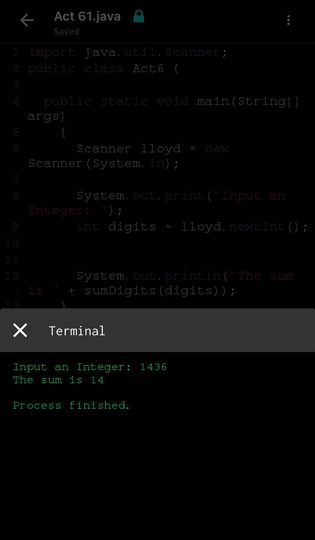 Act 61.java
Saved
1 import java.util.Scanner;
2 public class Act6 {
3
4 public static void main(String[]
args)
5 {
6 Scanner lloyd = new
Scanner(System.in);
7
8 System.out.print("Input an
Integer: ");
9 int digits = lloyd.nextInt();
10
11
12 System.out.println("The sum
is " + sumDigits(digits));
13 }
Terminal
Input an Integer: 1436
The sum is 14
Process finished.